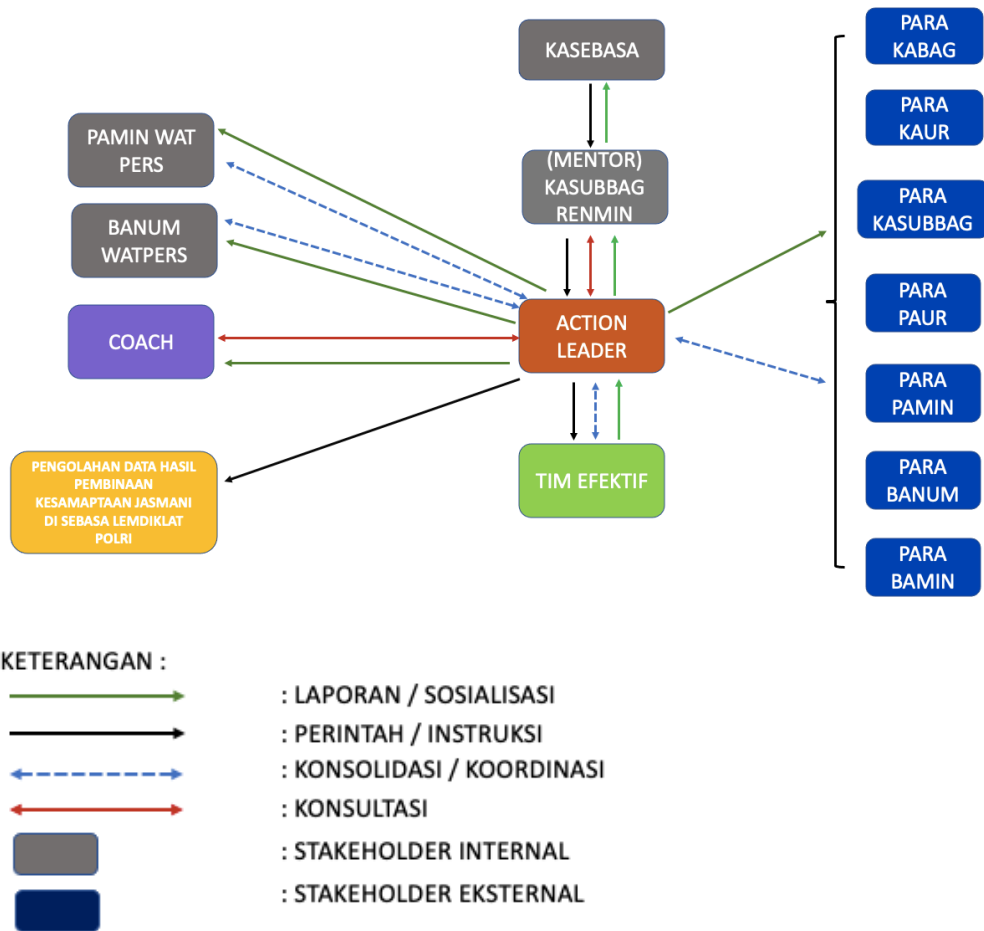 KASEBASA
(MENTOR)
KASUBBAG
RENMIN
PAMIN WAT
PERS
BANUM
WATPERS
COACH
ACTION
LEADER
PENGOLAHAN DATA HASIL
PEMBINAAN
KESAMAPTAAN JASMANI
DI SEBASA LEMDIKLAT
POLRI
TIM EFEKTIF
PARA
KABAG
PARA
KAUR
PARA
KASUBBAG
PARA
PAUR
PARA
PAMIN
PARA
BANUM
PARA
BAMIN
KETERANGAN :
: LAPORAN / SOSIALISASI
: PERINTAH / INSTRUKSI
: KONSOLIDASI / KOORDINASI
: KONSULTASI
: STAKEHOLDER INTERNAL
: STAKEHOLDER EKSTERNAL